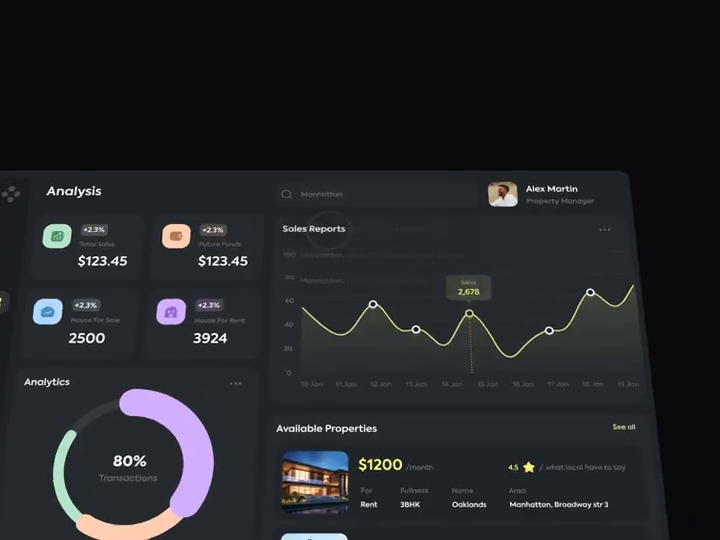 Analysis
Manhattan
Alex Martin
Property Manager
+2.3%
Total Sales
$123.45
+2.3%
Future Funds
$123.45
+2.3%
House For Sale
2500
+2.3%
House For Rent
3924
Sales Reports
100
80
60
40
20
0
Sales
2,678
10 Jan 11 Jan 12 Jan 13 Jan 14 Jan 15 Jan 16 Jan 17 Jan 18 Jan 19 Jan
Analytics
80%
Transactions
Available Properties
See all
$1200 /month
4.5 / what local have to say
For Fullness Home Area
Rent 3BHK Oaklands Manhattan, Broadway str 3